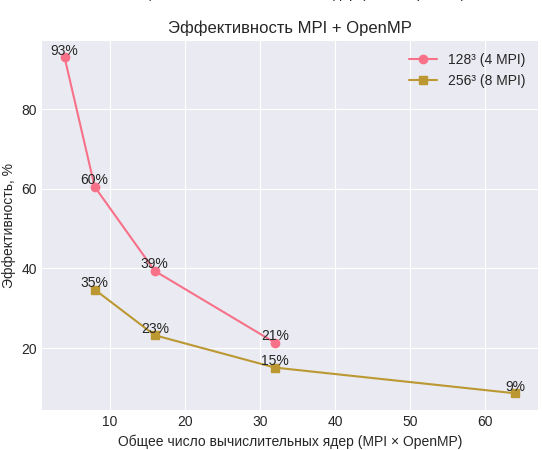 Эффективность MPI + OpenMP
128³ (4 MPI)
256³ (8 MPI)
93%
60%
39%
21%
35%
23%
15%
9%
Эффективность, %
80
60
40
20
10 20 30 40 50 60
Общее число вычислительных ядер (MPI × OpenMP)